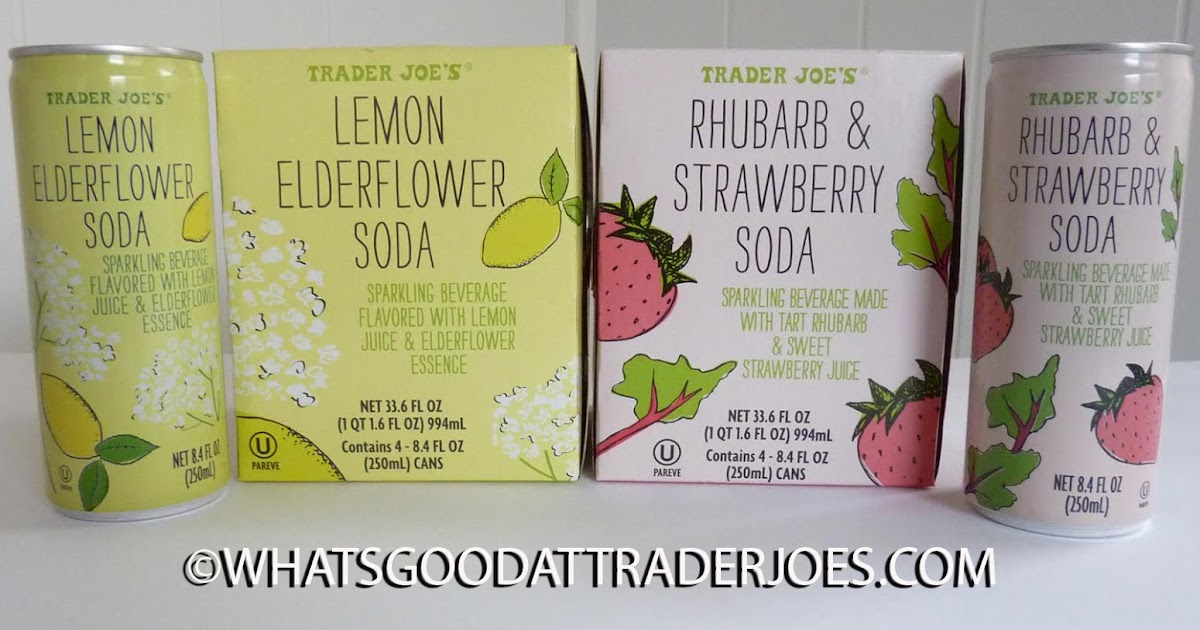 TRADER JOE'S®
LEMON
ELDERFLOWER
SODA
SPARKLING BEVERAGE
FLAVORED WITH LEMON
JUICE & ELDERFLOWER
ESSENCE
U
PAREVE
NET 8.4 FL OZ
(250mL)
TRADER JOE'S®
LEMON
ELDERFLOWER
SODA
SPARKLING BEVERAGE
FLAVORED WITH LEMON
JUICE & ELDERFLOWER
ESSENCE
NET 33.6 FL OZ
(1 QT 1.6 FL OZ) 994mL
Contains 4 - 8.4 FL OZ
(250mL) CANS
U
PAREVE
TRADER JOE'S®
RHUBARB &
STRAWBERRY
SODA
SPARKLING BEVERAGE MADE
WITH TART RHUBARB
& SWEET
STRAWBERRY JUICE
NET 33.6 FL OZ
(1 QT 1.6 FL OZ) 994mL
Contains 4 - 8.4 FL OZ
(250mL) CANS
U
PAREVE
TRADER JOE'S®
RHUBARB &
STRAWBERRY
SODA
SPARKLING BEVERAGE MADE
WITH TART RHUBARB
& SWEET
STRAWBERRY JUICE
NET 8.4 FL OZ
(250mL)
U
©WHATSGOODATTRADERJOES.COM